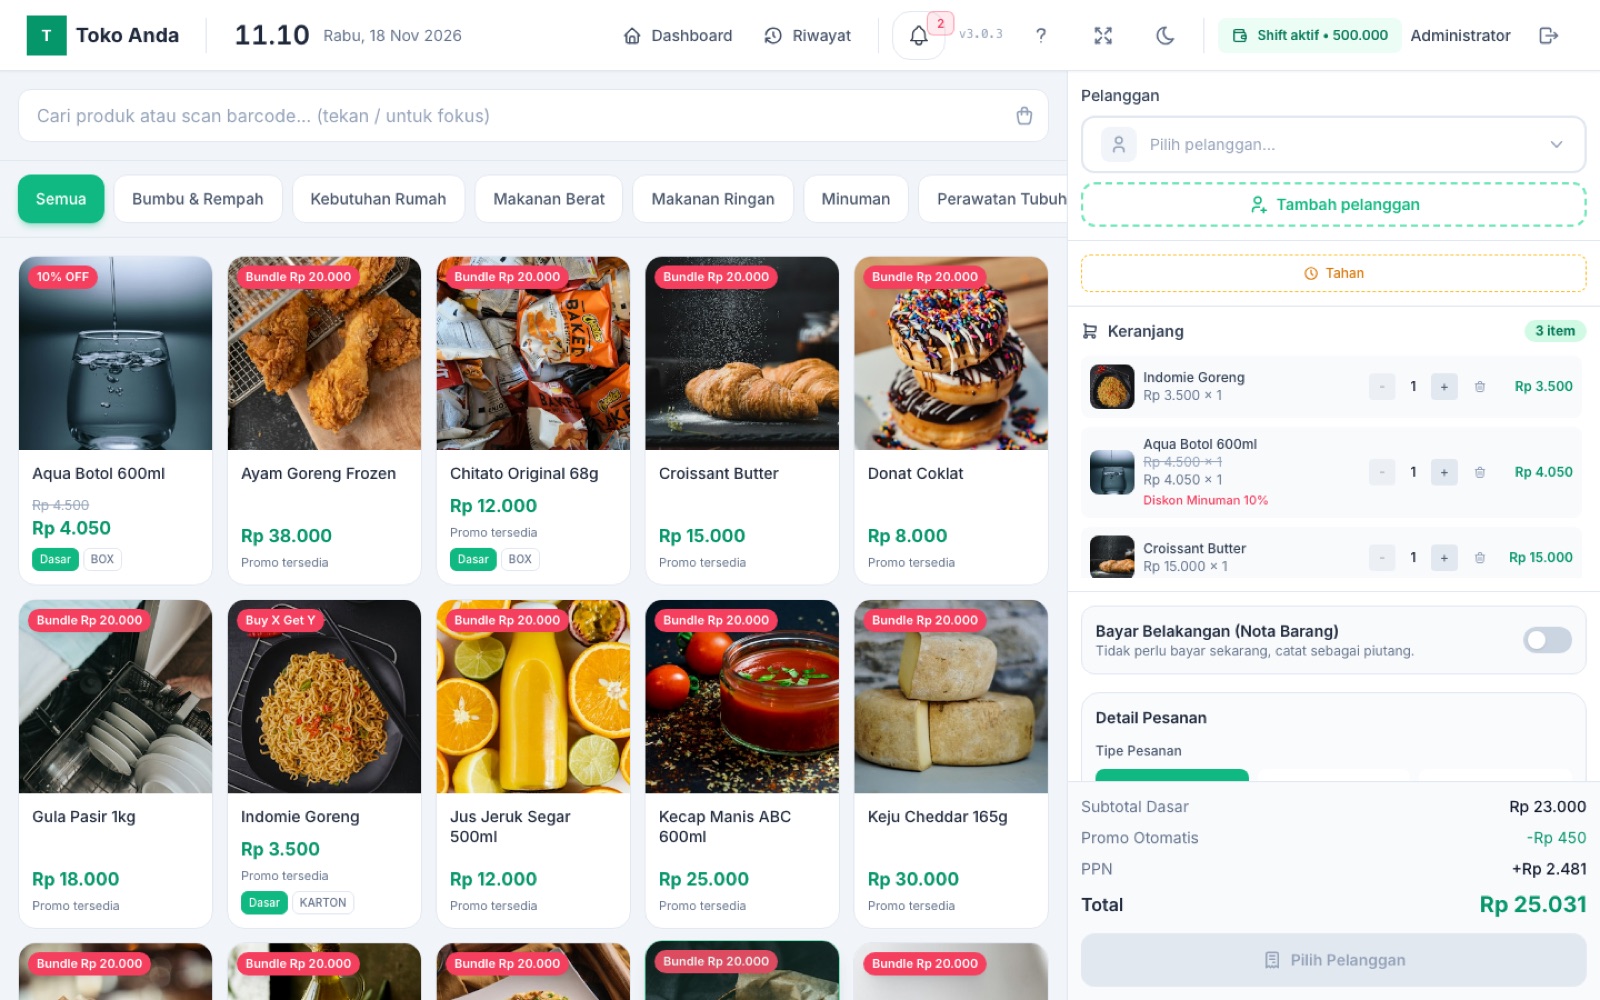 T
Toko Anda
11.10
Rabu, 18 Nov 2026
Dashboard
Riwayat
2
v3.0.3
?
Shift aktif • 500.000
Administrator
Cari produk atau scan barcode... (tekan / untuk fokus)
Semua
Bumbu & Rempah
Kebutuhan Rumah
Makanan Berat
Makanan Ringan
Minuman
Perawatan Tubuh
10% OFF
Aqua Botol 600ml
Rp 4.500
Rp 4.050
Dasar
BOX
Bundle Rp 20.000
Ayam Goreng Frozen
Rp 38.000
Promo tersedia
Bundle Rp 20.000
BAKED
Chitato Original 68g
Rp 12.000
Promo tersedia
Dasar
BOX
Bundle Rp 20.000
Croissant Butter
Rp 15.000
Promo tersedia
Bundle Rp 20.000
Donat Coklat
Rp 8.000
Promo tersedia
Bundle Rp 20.000
Gula Pasir 1kg
Rp 18.000
Promo tersedia
Buy X Get Y
Indomie Goreng
Rp 3.500
Promo tersedia
Dasar
KARTON
Bundle Rp 20.000
Jus Jeruk Segar
500ml
Rp 12.000
Promo tersedia
Bundle Rp 20.000
Kecap Manis ABC
600ml
Rp 25.000
Promo tersedia
Bundle Rp 20.000
Keju Cheddar 165g
Rp 30.000
Promo tersedia
Bundle Rp 20.000
Bundle Rp 20.000
Bundle Rp 20.000
Bundle Rp 20.000
Bundle Rp 20.000
Pelanggan
Pilih pelanggan...
Tambah pelanggan
Tahan
Keranjang
3 item
Indomie Goreng
Rp 3.500 × 1
- 1 +
Rp 3.500
Aqua Botol 600ml
Rp 4.500 × 1
Rp 4.050 × 1
Diskon Minuman 10%
- 1 +
Rp 4.050
Croissant Butter
Rp 15.000 × 1
- 1 +
Rp 15.000
Bayar Belakangan (Nota Barang)
Tidak perlu bayar sekarang, catat sebagai piutang.
Detail Pesanan
Tipe Pesanan
Subtotal Dasar
Rp 23.000
Promo Otomatis
-Rp 450
PPN
+Rp 2.481
Total
Rp 25.031
Pilih Pelanggan